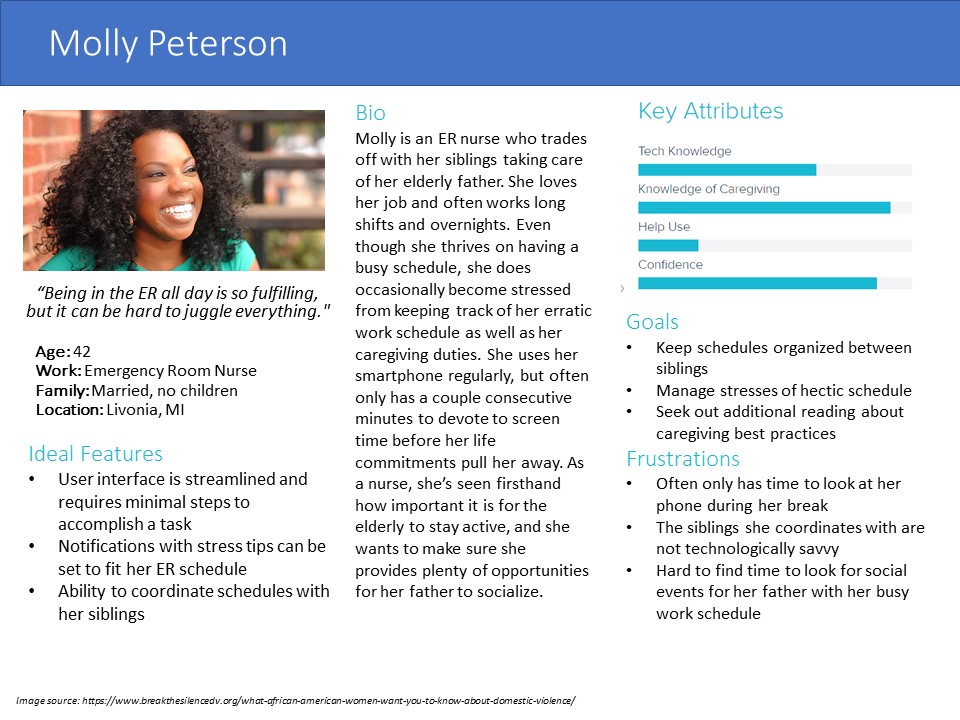 Molly Peterson
“Being in the ER all day is so fulfilling,
but it can be hard to juggle everything."
Age: 42
Work: Emergency Room Nurse
Family: Married, no children
Location: Livonia, MI
Ideal Features
• User interface is streamlined and
requires minimal steps to
accomplish a task
• Notifications with stress tips can be
set to fit her ER schedule
• Ability to coordinate schedules with
her siblings
Bio
Molly is an ER nurse who trades
off with her siblings taking care
of her elderly father. She loves
her job and often works long
shifts and overnights. Even
though she thrives on having a
busy schedule, she does
occasionally become stressed
from keeping track of her erratic
work schedule as well as her
caregiving duties. She uses her
smartphone regularly, but often
only has a couple consecutive
minutes to devote to screen
time before her life
commitments pull her away. As
a nurse, she’s seen firsthand
how important it is for the
elderly to stay active, and she
wants to make sure she
provides plenty of opportunities
for her father to socialize.
Key Attributes
Tech Knowledge
Knowledge of Caregiving
Help Use
Confidence
Goals
• Keep schedules organized between
siblings
• Manage stresses of hectic schedule
• Seek out additional reading about
caregiving best practices
Frustrations
• Often only has time to look at her
phone during her break
• The siblings she coordinates with are
not technologically savvy
• Hard to find time to look for social
events for her father with her busy
work schedule
Image source: https://www.breakthesilencedv.org/what-african-american-women-want-you-to-know-about-domestic-violence/